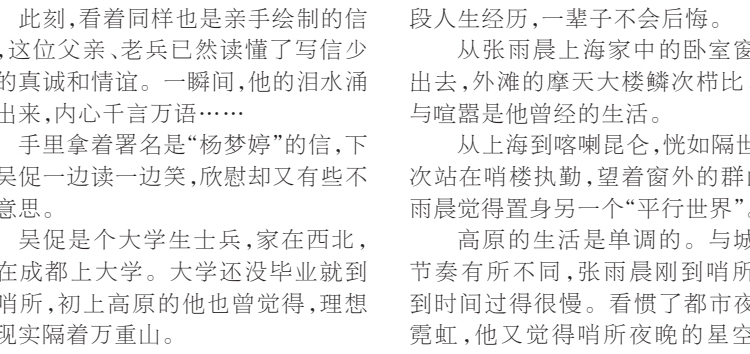 此刻,看着同样也是亲手绘制的信
,这位父亲、老兵已然读懂了写信少
的真诚和情谊。一瞬间,他的泪水涌
出来,内心千言万语……
手里拿着署名是“杨梦婷”的信,下
吴促一边读一边笑,欣慰却又有些不
意思。
吴促是个大学生士兵,家在西北,
在成都上大学。大学还没毕业就到
哨所,初上高原的他也曾觉得,理想
现实隔着万重山。
段人生经历,一辈子不会后悔。
从张雨晨上海家中的卧室窗
出去,外滩的摩天大楼鳞次栉比
与喧嚣是他曾经的生活。
从上海到喀喇昆仑,恍如隔世
次站在哨楼执勤,望着窗外的群山
雨晨觉得置身另一个“平行世界”。
高原的生活是单调的。与城
节奏有所不同,张雨晨刚到哨所
到时间过得很慢。看惯了都市夜
霓虹,他又觉得哨所夜晚的星空